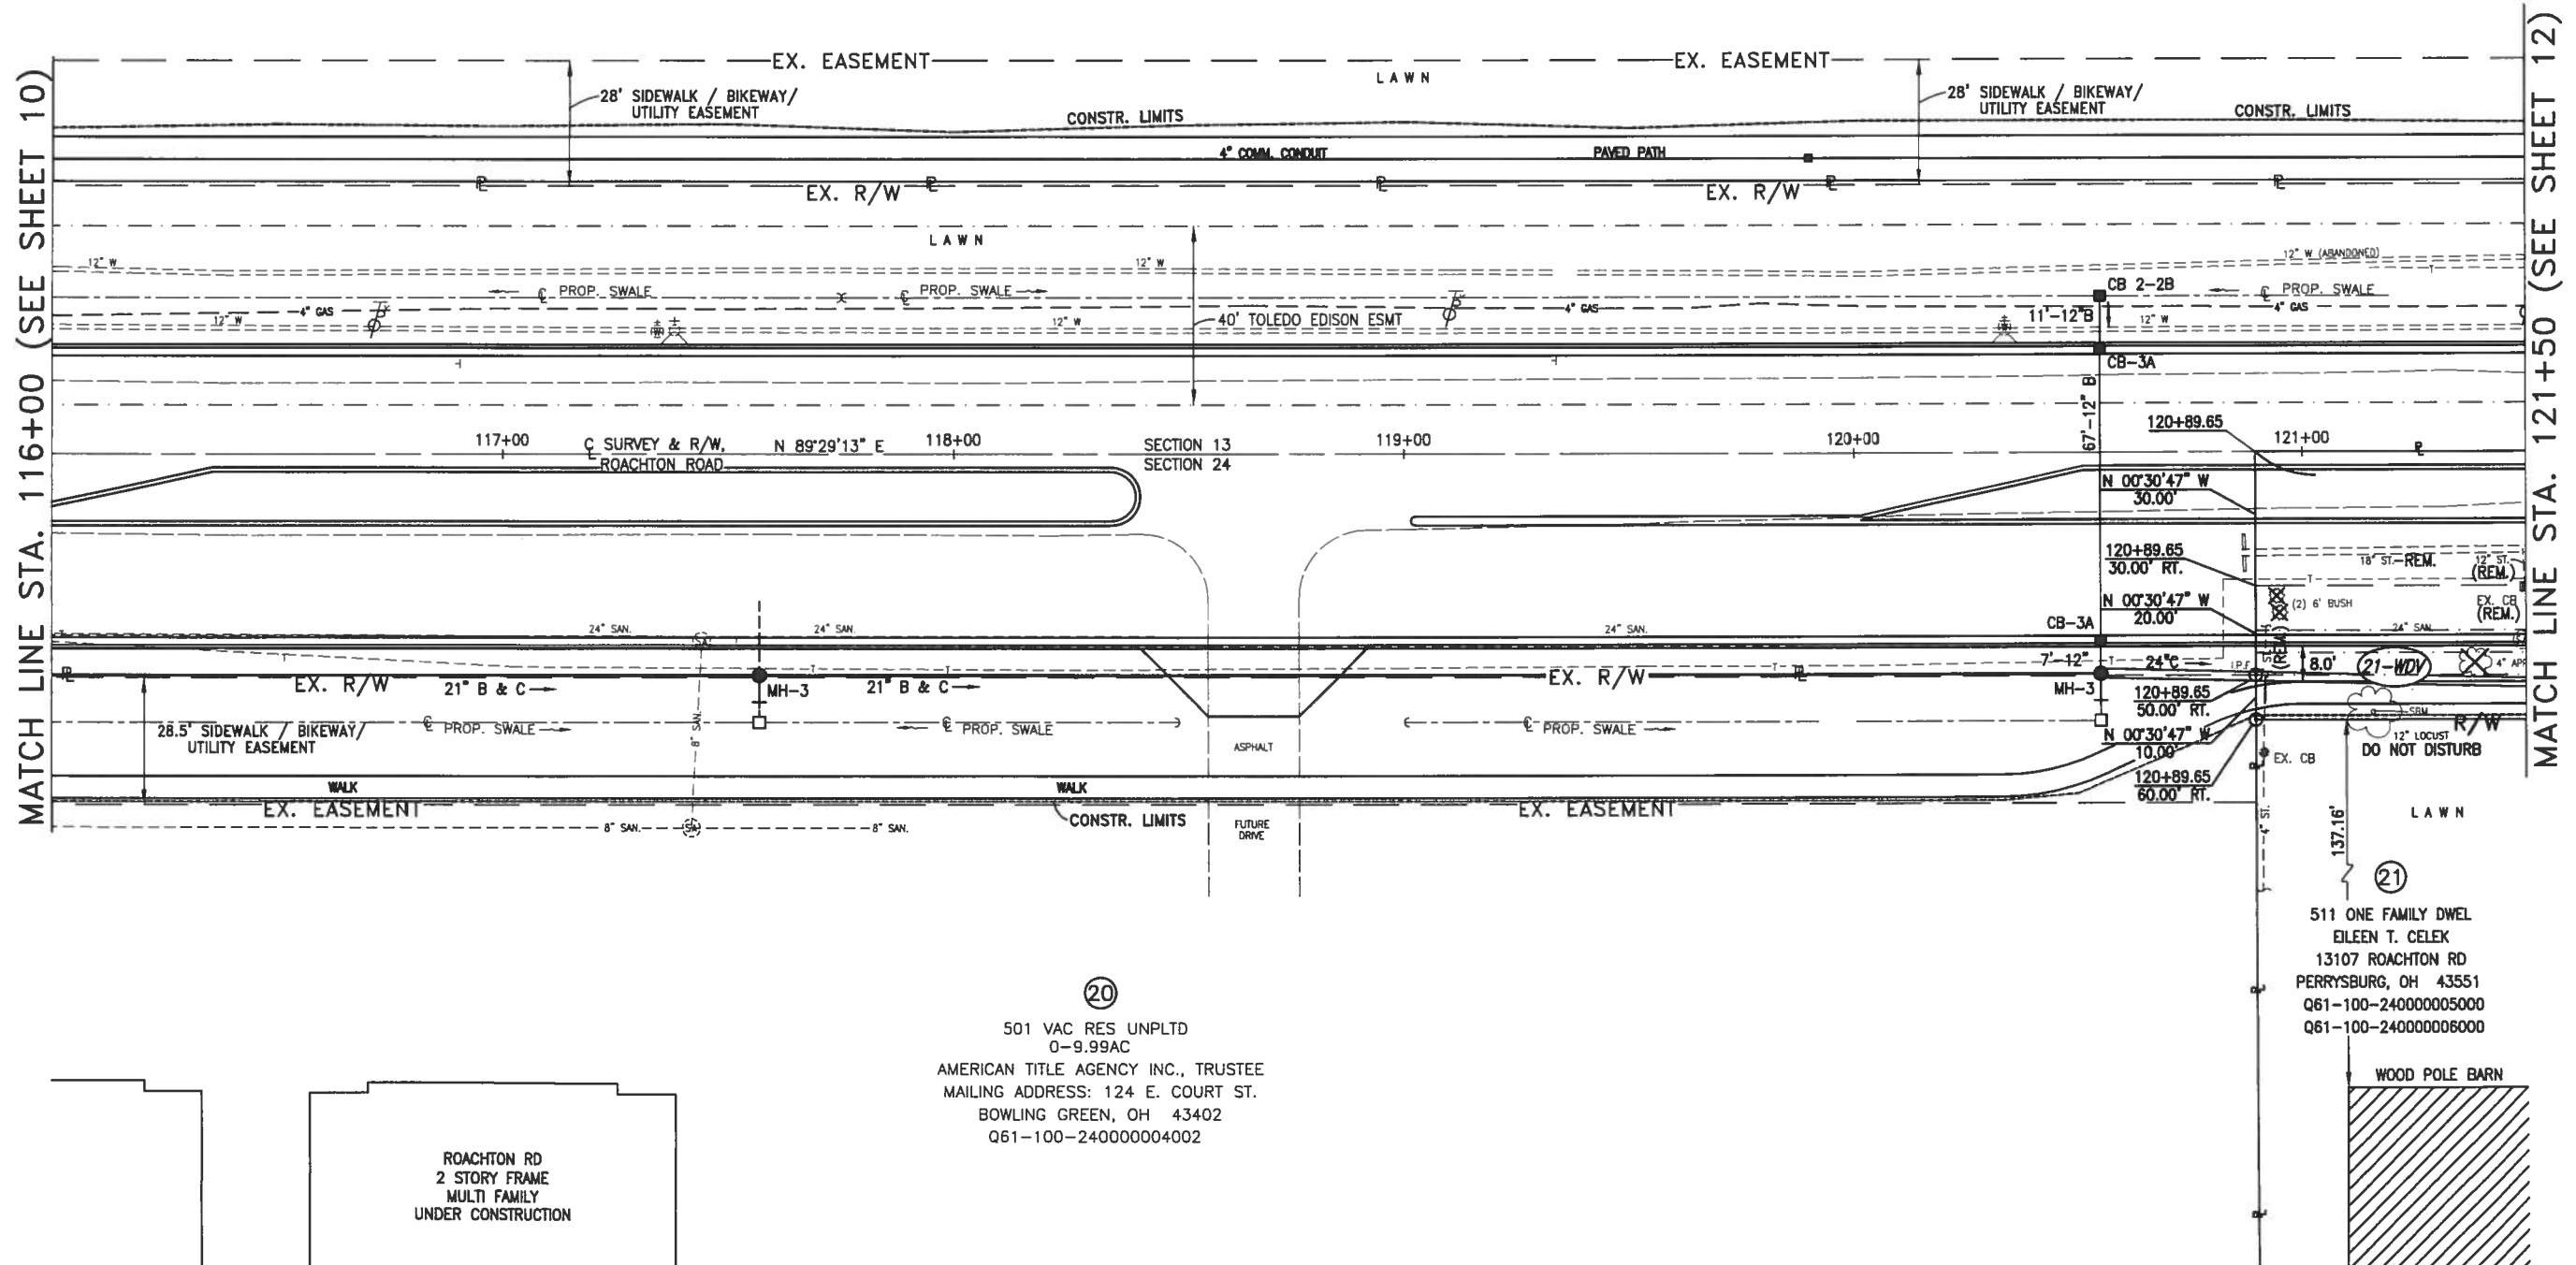 MATCH LINE STA. 116+00 (SEE SHEET 10)
EX. EASEMENT
EX. EASEMENT
LAWN
28' SIDEWALK / BIKEWAY/
UTILITY EASEMENT
CONSTR. LIMITS
28' SIDEWALK / BIKEWAY/
UTILITY EASEMENT
CONSTR. LIMITS
4" COMM. CONDUIT
PAVED PATH
EX. R/W
EX. R/W
LAWN
12" W
12" W
12" W (ABANDONED)
PROP. SWALE
PROP. SWALE
CB 2-2B
PROP. SWALE
4" GAS
12" W
12" W
40' TOLEDO EDISON ESMT
4" GAS
11'-12"B
12" W
4" GAS
CB-3A
67'-12" B
117+00
℄ SURVEY & R/W, N 89°29'13" E
ROACHTON ROAD
118+00
SECTION 13
SECTION 24
119+00
120+00
120+89.65
121+00
N 00°30'47" W
30.00'
120+89.65
30.00' RT.
18" ST.-REM.
12" ST.
(REM.)
N 00°30'47" W
20.00'
(2) 6' BUSH
EX. CB
(REM.)
24" SAN.
24" SAN.
24" SAN.
CB-3A
24" SAN.
(REM.)
7'-12"
24"C
I.P.F.
8.0'
21-WDV
EX. R/W
21" B & C
MH-3
21" B & C
EX. R/W
MH-3
120+89.65
50.00' RT.
28.5' SIDEWALK / BIKEWAY/
UTILITY EASEMENT
PROP. SWALE
8" SAN.
PROP. SWALE
PROP. SWALE
N 00°30'47" W
10.00'
12" LOCUST
R/W
DO NOT DISTURB
ASPHALT
EX. CB
120+89.65
60.00' RT.
WALK
WALK
EX. EASEMENT
EX. EASEMENT
CONSTR. LIMITS
8" SAN.
8" SAN.
FUTURE
DRIVE
4" ST.
137.16'
LAWN
MATCH LINE STA. 121+50 (SEE SHEET 12)
21
511 ONE FAMILY DWEL
EILEEN T. CELEK
13107 ROACHTON RD
PERRYSBURG, OH 43551
Q61-100-240000005000
Q61-100-240000006000
20
501 VAC RES UNPLTD
0-9.99AC
AMERICAN TITLE AGENCY INC., TRUSTEE
MAILING ADDRESS: 124 E. COURT ST.
BOWLING GREEN, OH 43402
Q61-100-240000004002
WOOD POLE BARN
ROACHTON RD
2 STORY FRAME
MULTI FAMILY
UNDER CONSTRUCTION